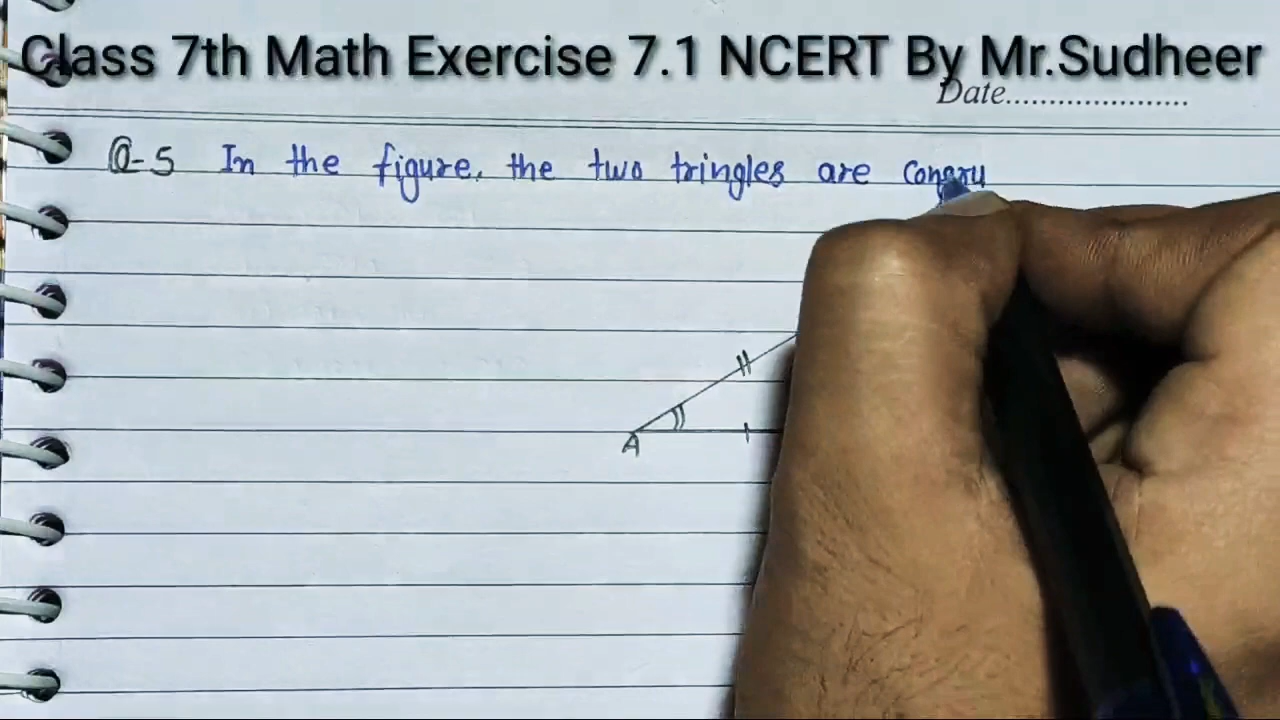 Class 7th Math Exercise 7.1 NCERT By Mr.Sudheer
Date.....................
Q-5 In the figure, the two tringles are Congru
A